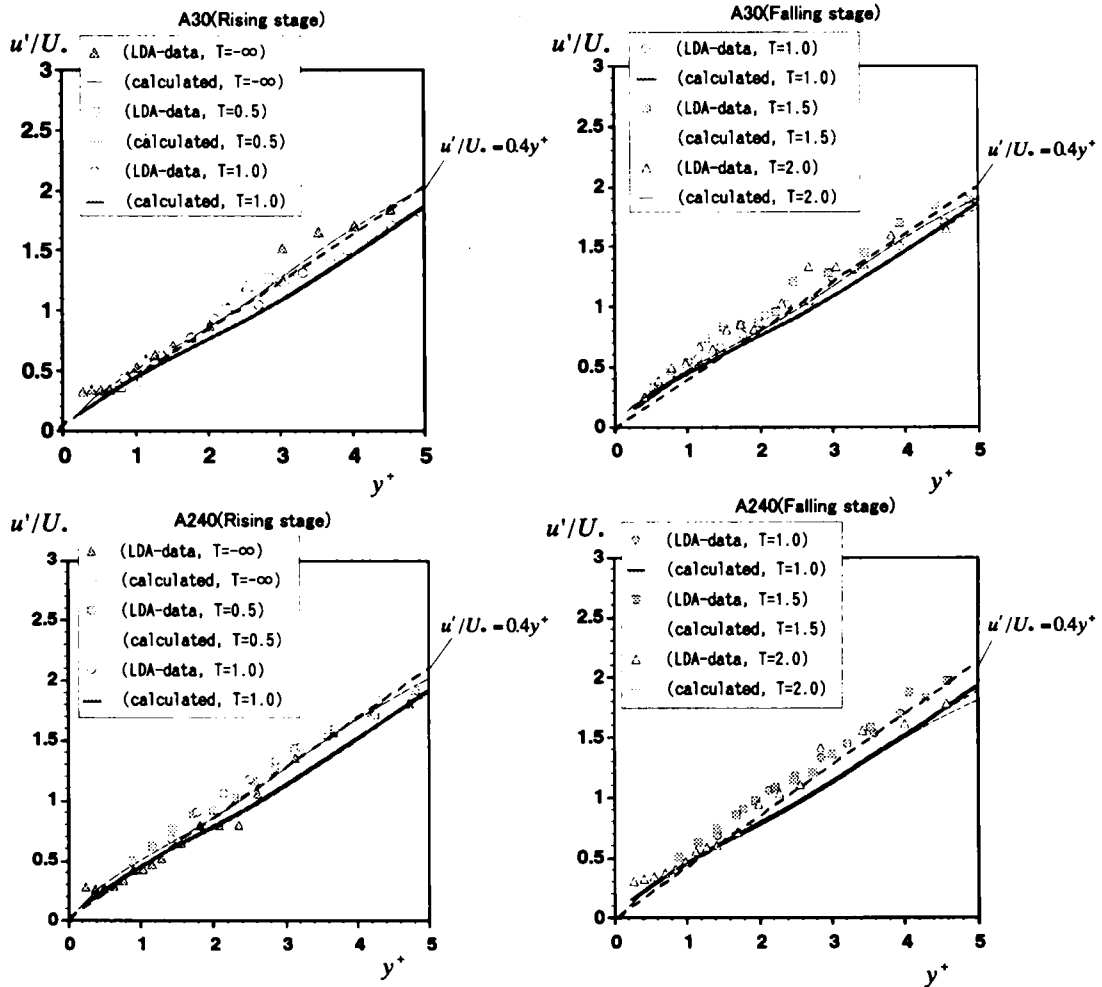 A30(Rising stage)
u'/U*
(LDA-data, T=-∞)
(calculated, T=-∞)
(LDA-data, T=0.5)
(calculated, T=0.5)
(LDA-data, T=1.0)
(calculated, T=1.0)
u'/U*=0.4y+
3
2.5
2
1.5
1
0.5
0
0 1 2 3 4 5
y+
A30(Falling stage)
u'/U*
(LDA-data, T=1.0)
(calculated, T=1.0)
(LDA-data, T=1.5)
(calculated, T=1.5)
(LDA-data, T=2.0)
(calculated, T=2.0)
u'/U*=0.4y+
3
2.5
2
1.5
1
0.5
0
0 1 2 3 4 5
y+
A240(Rising stage)
u'/U*
(LDA-data, T=-∞)
(calculated, T=-∞)
(LDA-data, T=0.5)
(calculated, T=0.5)
(LDA-data, T=1.0)
(calculated, T=1.0)
u'/U*=0.4y+
3
2.5
2
1.5
1
0.5
0
0 1 2 3 4 5
y+
A240(Falling stage)
u'/U*
(LDA-data, T=1.0)
(calculated, T=1.0)
(LDA-data, T=1.5)
(calculated, T=1.5)
(LDA-data, T=2.0)
(calculated, T=2.0)
u'/U*=0.4y+
3
2.5
2
1.5
1
0.5
0
0 1 2 3 4 5
y+